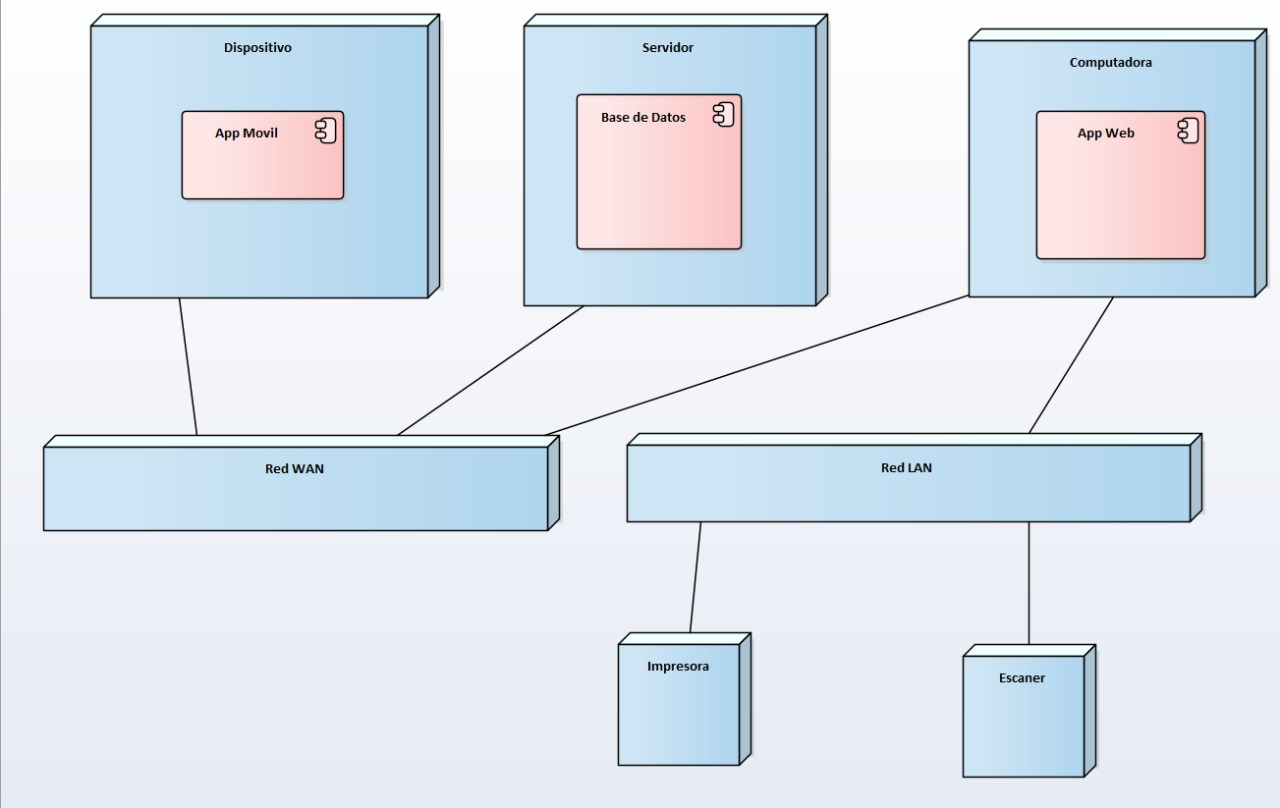 Dispositivo
Servidor
Computadora
App Movil
Base de Datos
App Web
Red WAN
Red LAN
Impresora
Escaner